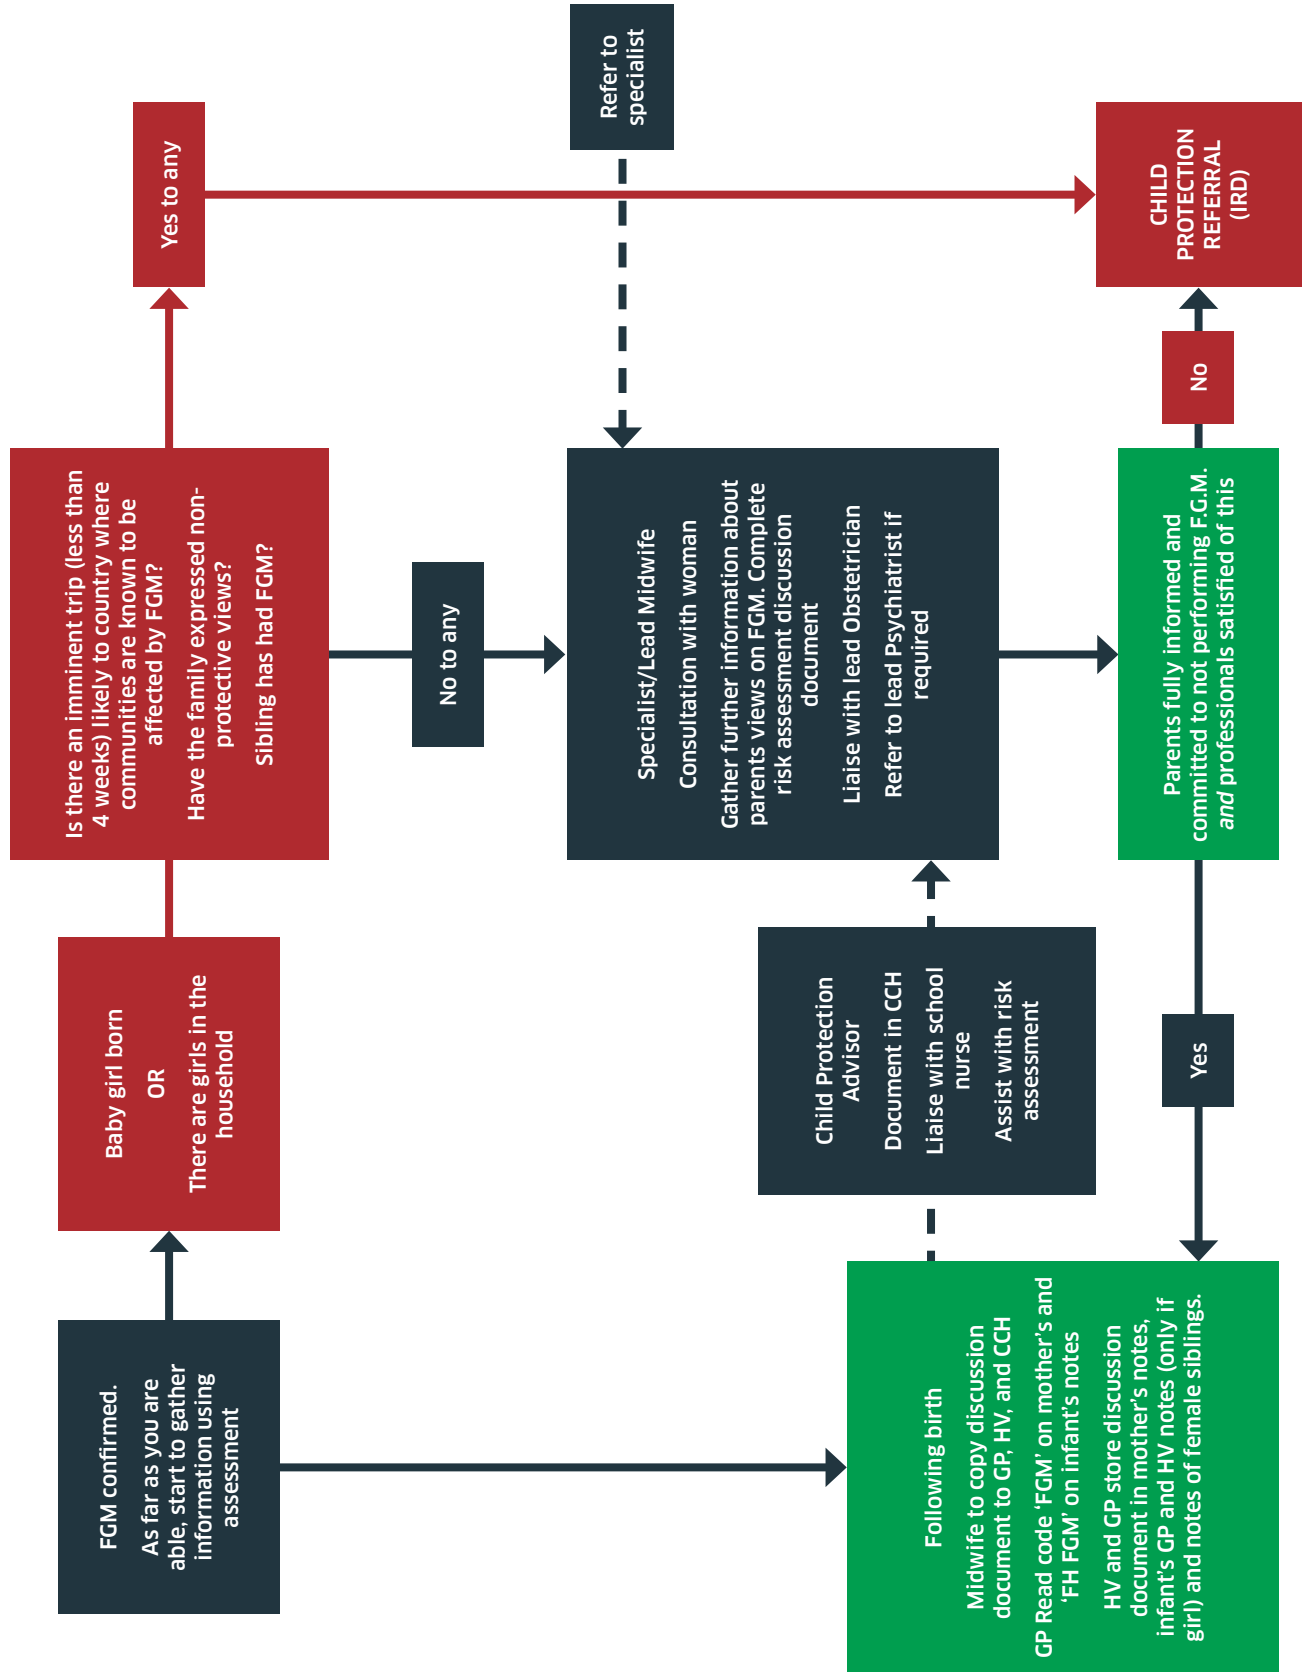 FGM confirmed.
As far as you are
able, start to gather
information using
assessment
Baby girl born
OR
There are girls in the
household
Is there an imminent trip (less than
4 weeks) likely to country where
communities are known to be
affected by FGM?
Have the family expressed non-
protective views?
Sibling has had FGM?
Yes to any
No to any
Refer to
specialist
Specialist/Lead Midwife
Consultation with woman
Gather further information about
parents views on FGM. Complete
risk assessment discussion
document
Liaise with lead Obstetrician
Refer to lead Psychiatrist if
required
Child Protection
Advisor
Document in CCH
Liaise with school
nurse
Assist with risk
assessment
Following birth
Midwife to copy discussion
document to GP, HV, and CCH
GP Read code ‘FGM’ on mother’s and
‘FH FGM’ on infant’s notes
HV and GP store discussion
document in mother’s notes,
infant’s GP and HV notes (only if
girl) and notes of female siblings.
Yes
Parents fully informed and
committed to not performing F.G.M.
and professionals satisfied of this
No
CHILD
PROTECTION
REFERRAL
(IRD)